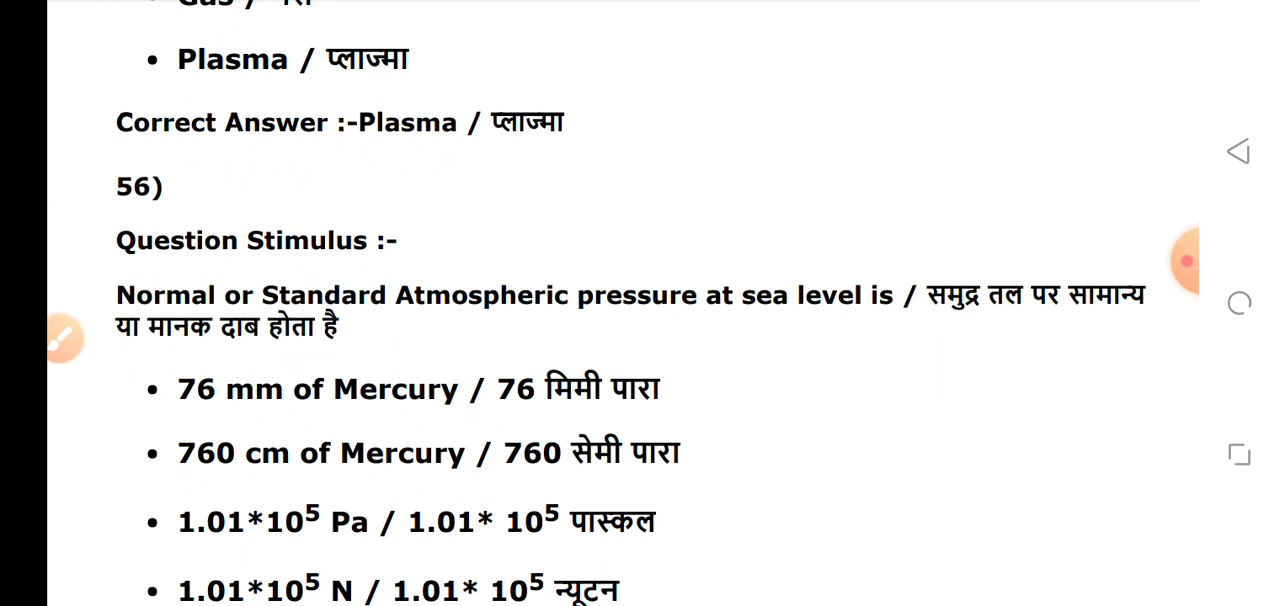 • Plasma / प्लाज्मा
Correct Answer :-Plasma / प्लाज्मा
56)
Question Stimulus :-
Normal or Standard Atmospheric pressure at sea level is / समुद्र तल पर सामान्य
या मानक दाब होता है
• 76 mm of Mercury / 76 मिमी पारा
• 760 cm of Mercury / 760 सेमी पारा
• 1.01*10⁵ Pa / 1.01* 10⁵ पास्कल
• 1.01*10⁵ N / 1.01* 10⁵ न्यूटन